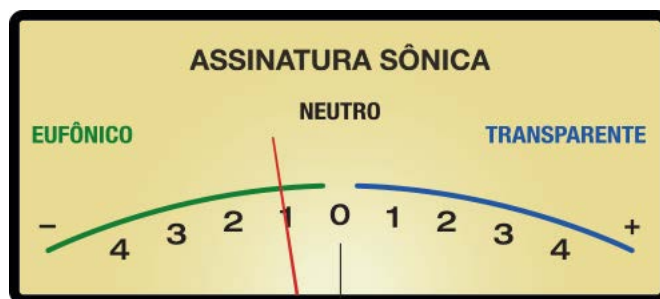 ASSINATURA SÔNICA
NEUTRO
EUFÔNICO TRANSPARENTE
– 4 3 2 1 0 1 2 3 4 +